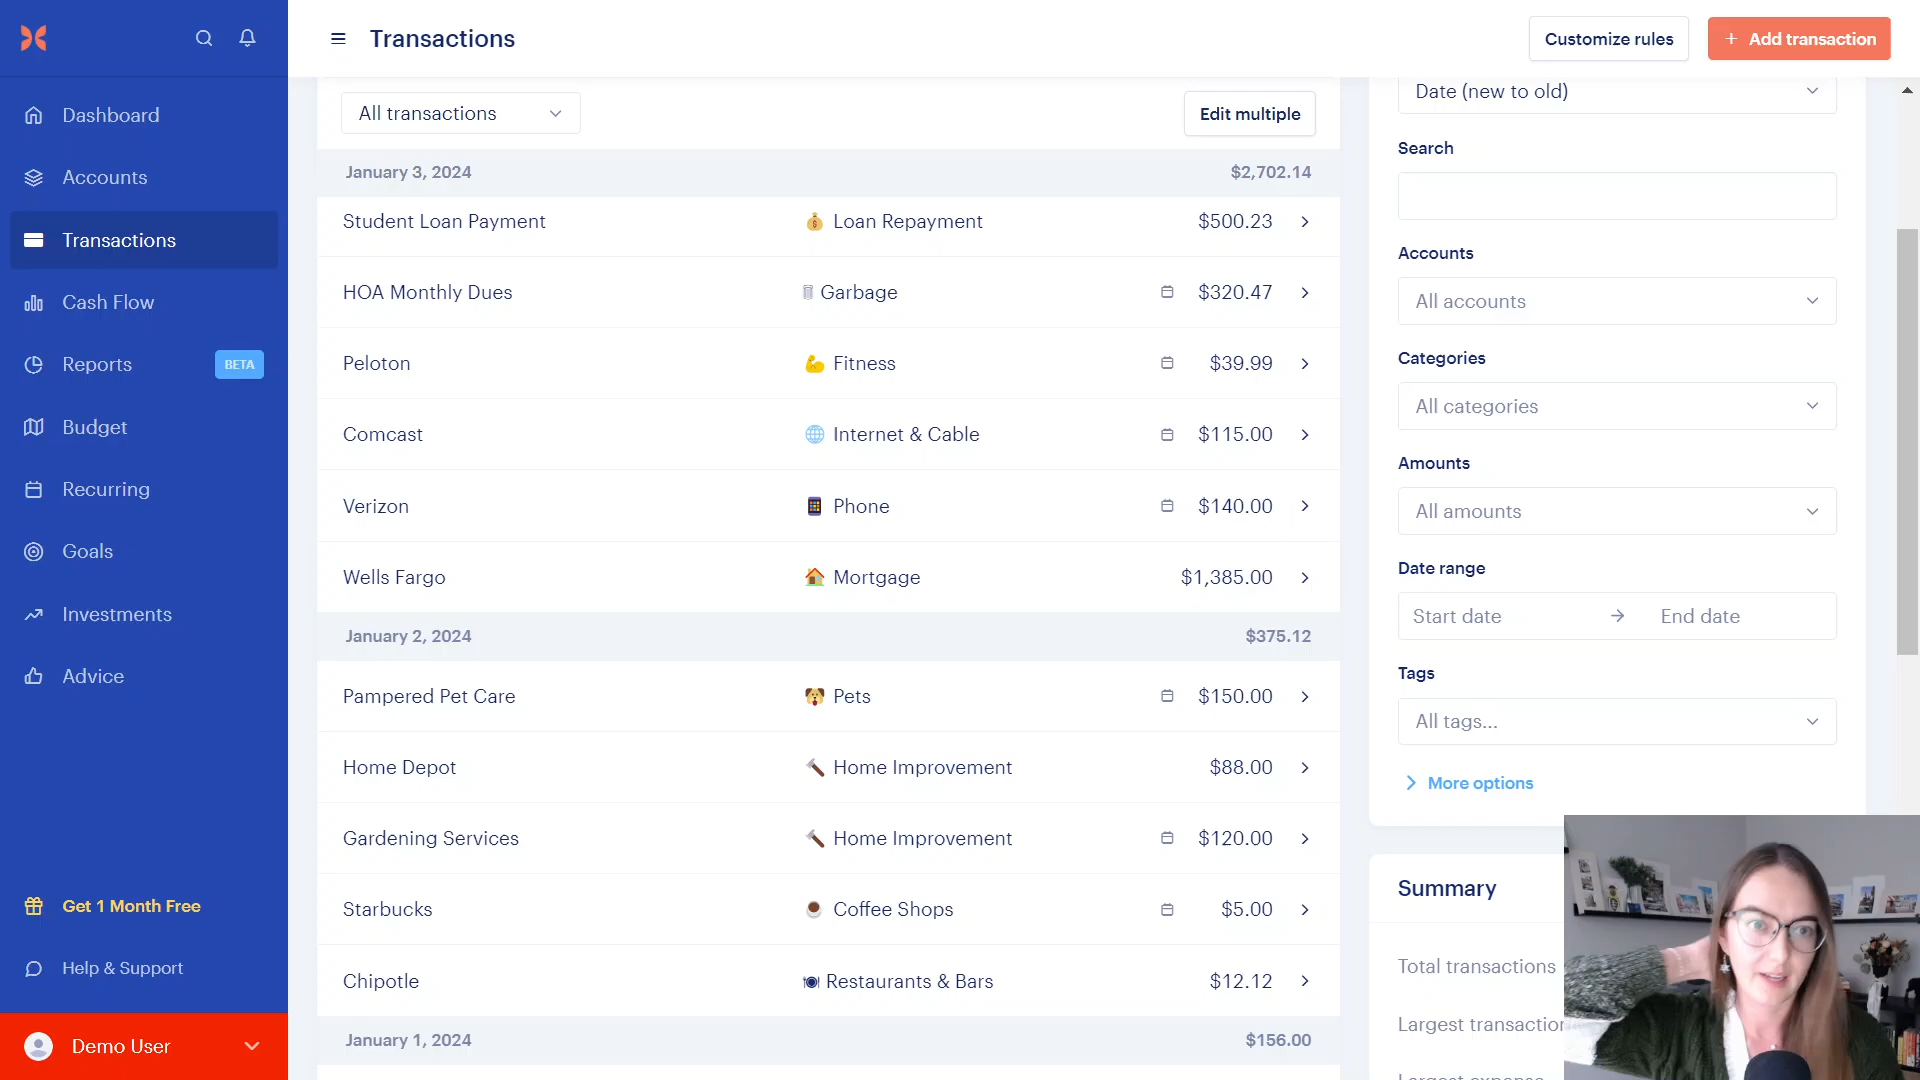 Transactions
Customize rules
+ Add transaction
Dashboard
Accounts
Transactions
Cash Flow
Reports
BETA
Budget
Recurring
Goals
Investments
Advice
Get 1 Month Free
Help & Support
Demo User
All transactions
Edit multiple
January 3, 2024
$2,702.14
Student Loan Payment
Loan Repayment
$500.23
HOA Monthly Dues
Garbage
$320.47
Peloton
Fitness
$39.99
Comcast
Internet & Cable
$115.00
Verizon
Phone
$140.00
Wells Fargo
Mortgage
$1,385.00
January 2, 2024
$375.12
Pampered Pet Care
Pets
$150.00
Home Depot
Home Improvement
$88.00
Gardening Services
Home Improvement
$120.00
Starbucks
Coffee Shops
$5.00
Chipotle
Restaurants & Bars
$12.12
January 1, 2024
$156.00
Date (new to old)
Search
Accounts
All accounts
Categories
All categories
Amounts
All amounts
Date range
Start date
End date
Tags
All tags...
More options
Summary
Total transactions
Largest transaction
Largest expense